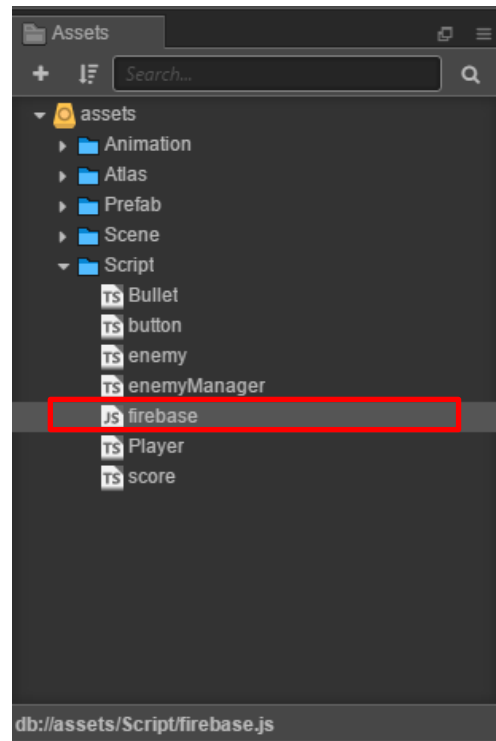 Assets
Search...
assets
Animation
Atlas
Prefab
Scene
Script
TS Bullet
TS button
TS enemy
TS enemyManager
JS firebase
TS Player
TS score
db://assets/Script/firebase.js